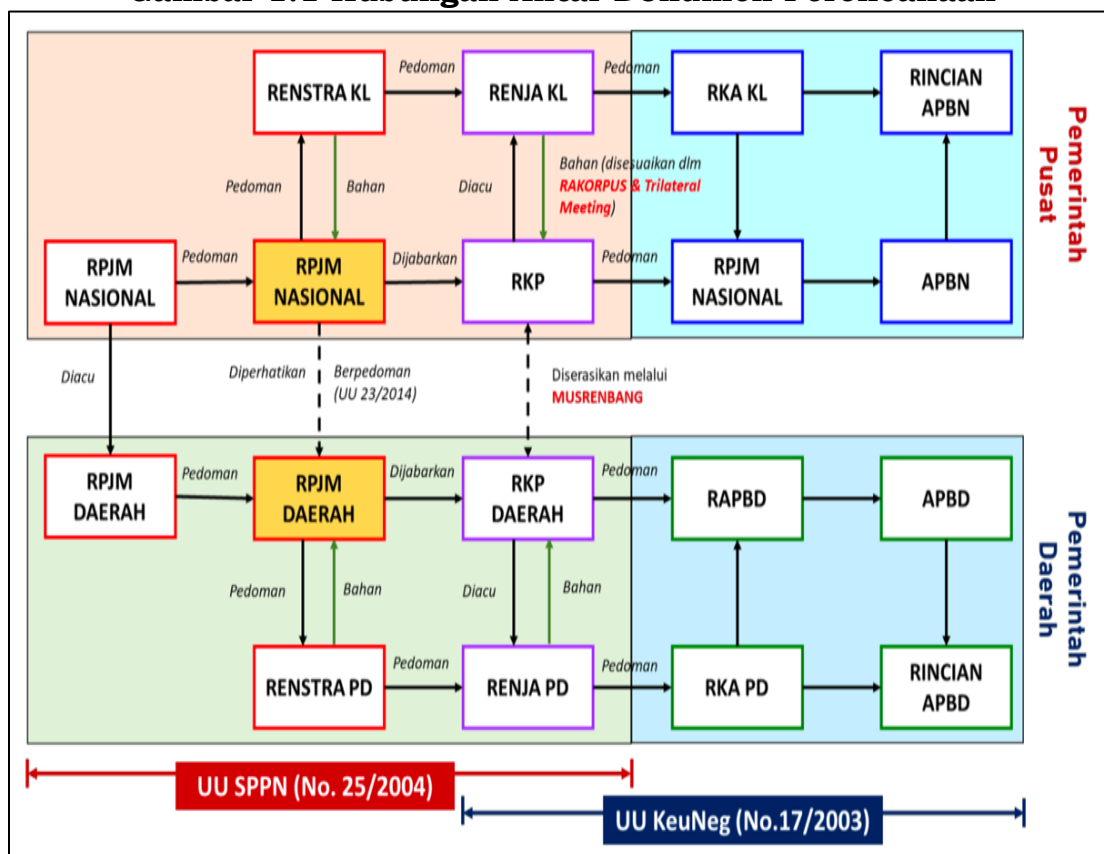 Gambar 1.1 Hubungan Antar Dokumen Perencanaan
Pedoman
Pedoman
RENSTRA KL
RENJA KL
RKA KL
RINCIAN
APBN
Pedoman
Bahan
Diacu
Bahan (disesuaikan dlm
RAKORPUS & Trilateral
Meeting)
Pedoman
Dijabarkan
Pedoman
RPJM
NASIONAL
RPJM
NASIONAL
RKP
RPJM
NASIONAL
APBN
Pemerintah
Pusat
Diacu
Diperhatikan
Berpedoman
(UU 23/2014)
Diserasikan melalui
MUSRENBANG
Pedoman
Dijabarkan
Pedoman
RPJM
DAERAH
RPJM
DAERAH
RKP
DAERAH
RAPBD
APBD
Pedoman
Bahan
Diacu
Bahan
Pedoman
Pedoman
RENSTRA PD
RENJA PD
RKA PD
RINCIAN
APBD
Pemerintah
Daerah
UU SPPN (No. 25/2004)
UU KeuNeg (No.17/2003)